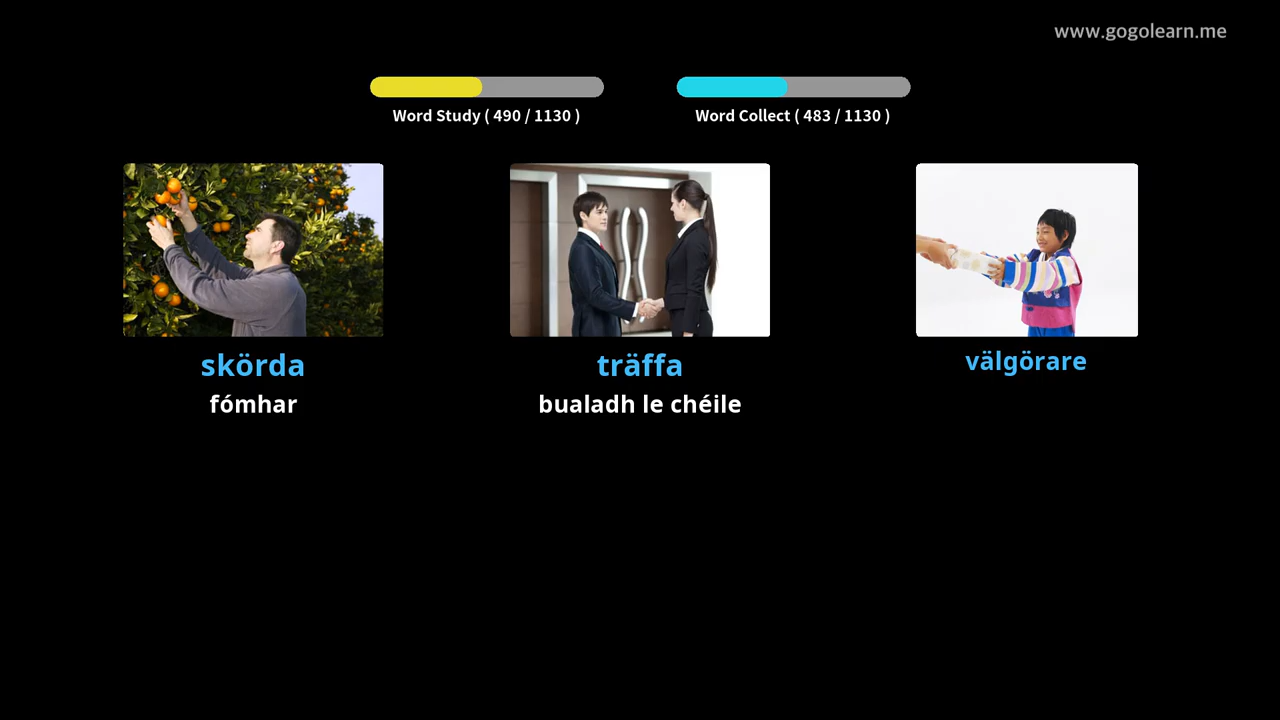 www.gogolearn.me
Word Study ( 490 / 1130 )
Word Collect ( 483 / 1130 )
skörda
fómhar
träffa
bualadh le chéile
välgörare